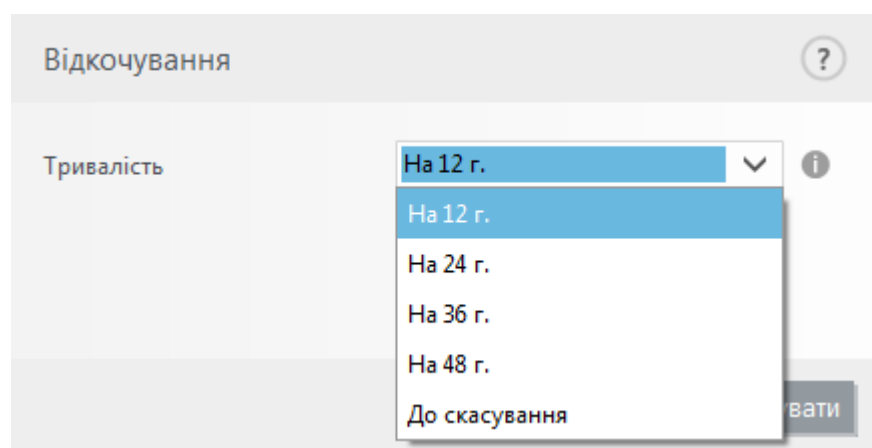 Відкочування
?
Тривалість
На 12 г.
На 12 г.
На 24 г.
На 36 г.
На 48 г.
До скасування